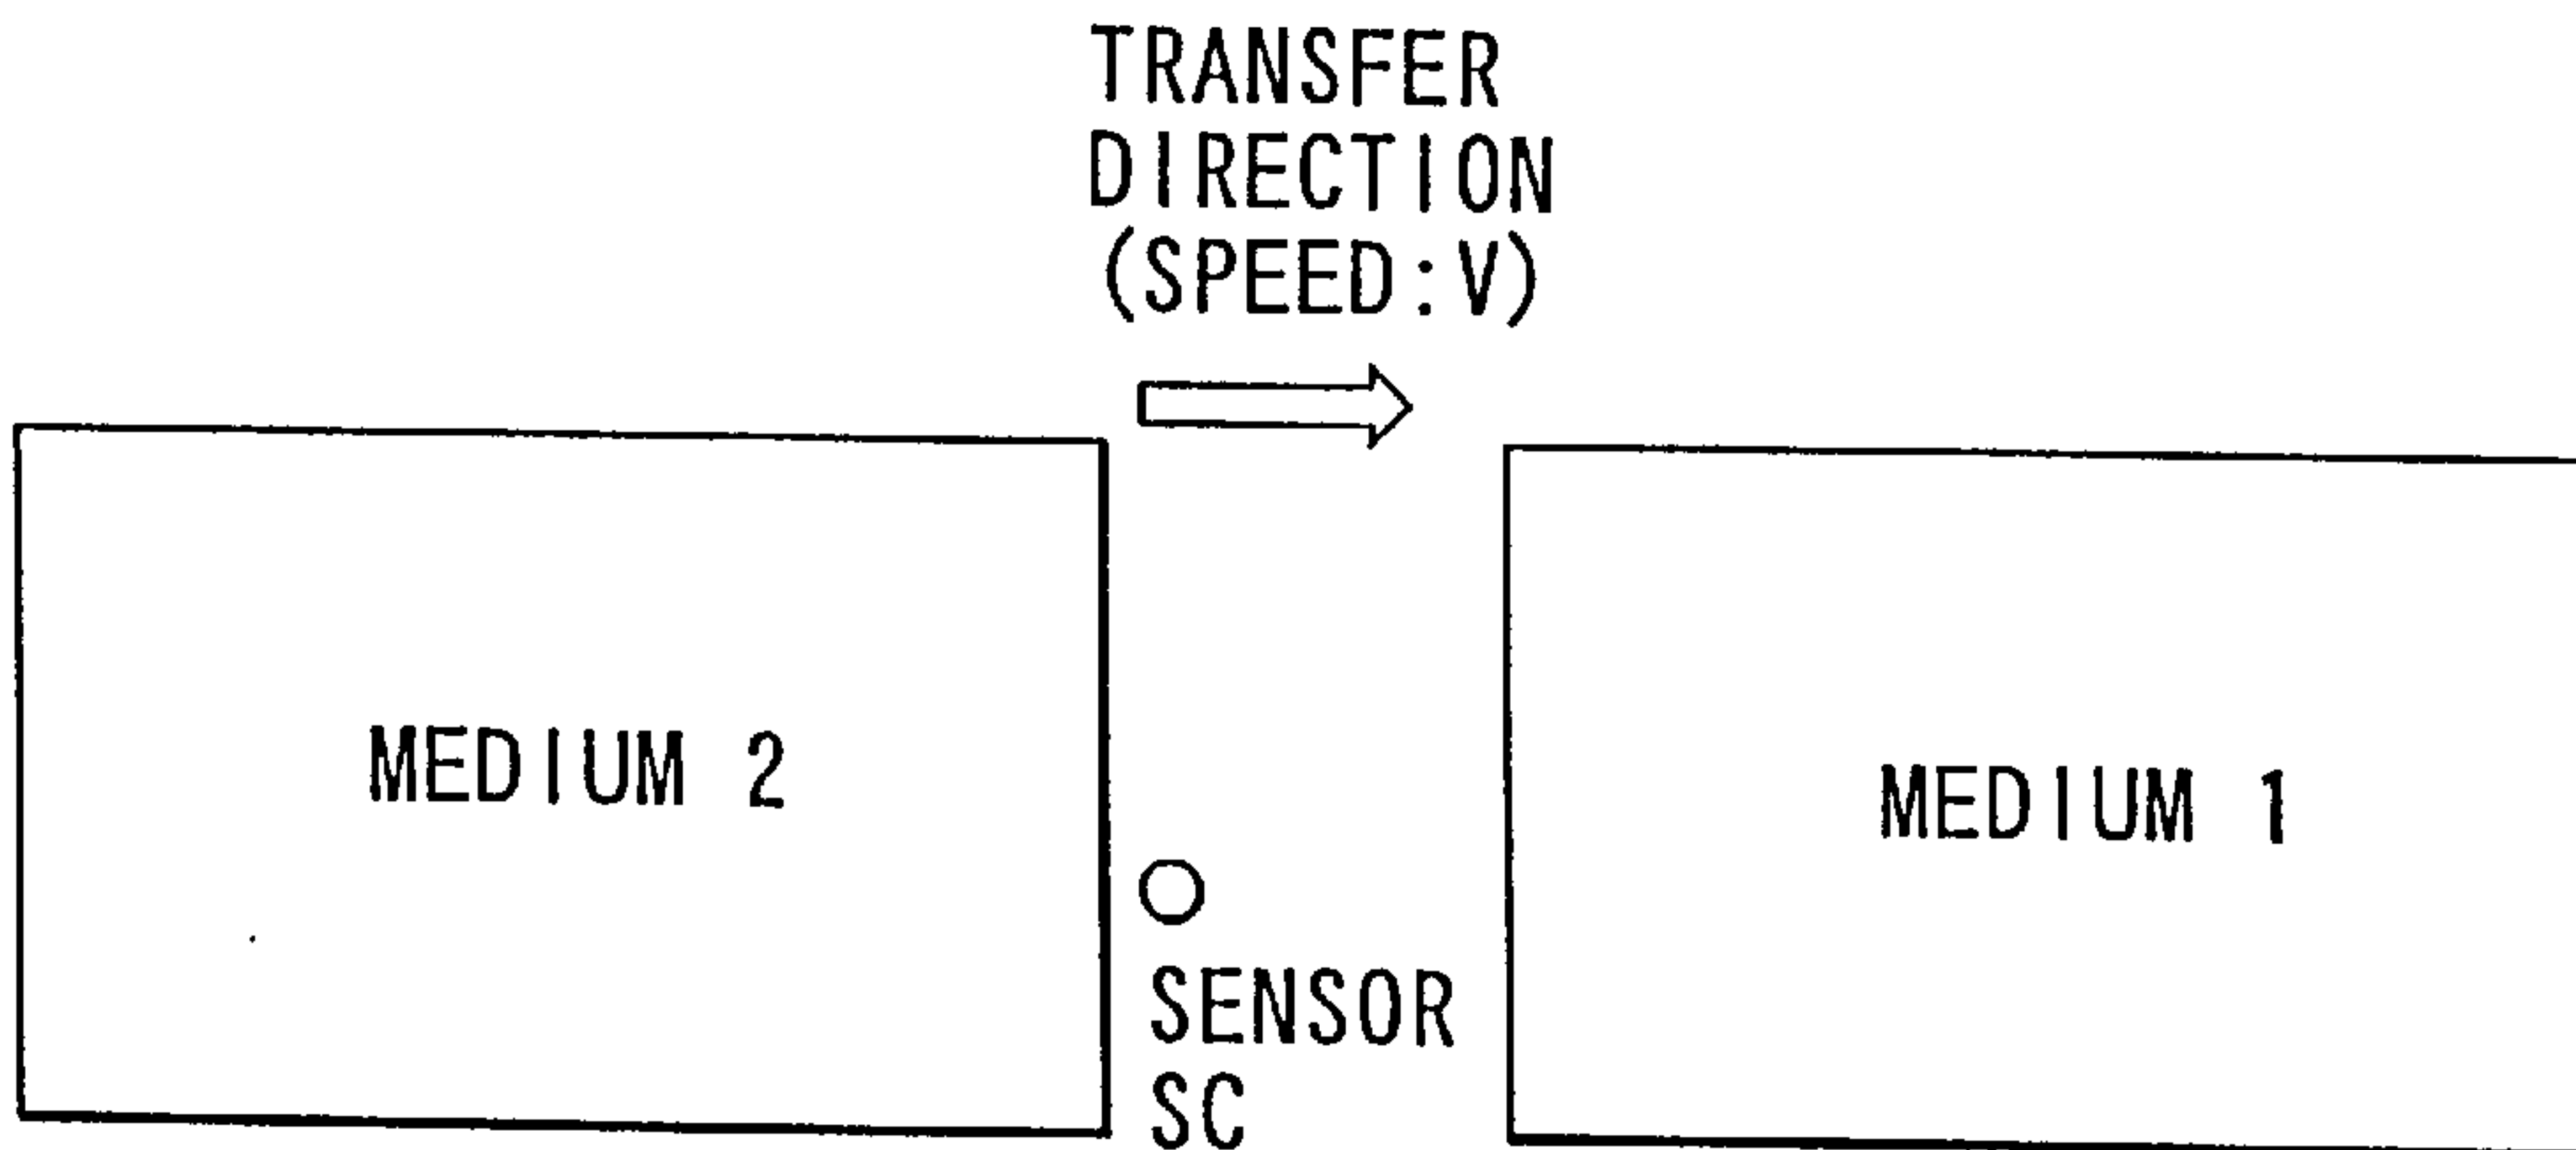 TRANSFER
DIRECTION
(SPEED:V)
MEDIUM 2
MEDIUM 1
SENSOR
SC